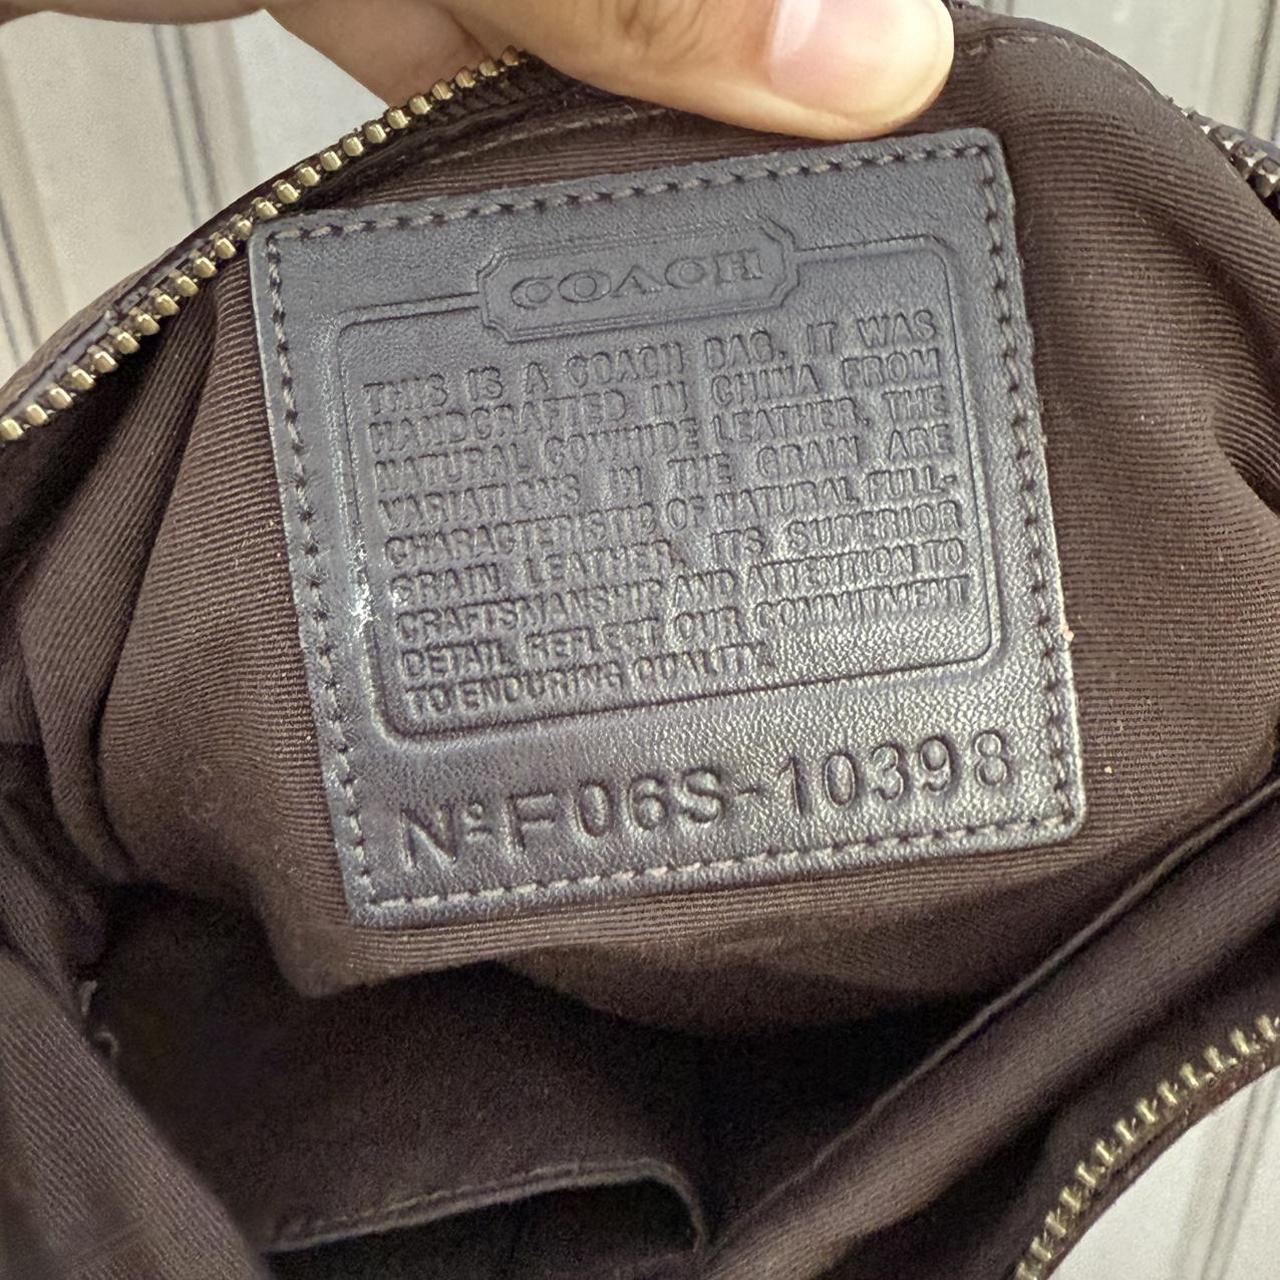 COACH
THIS IS A COACH BAG. IT WAS
HANDCRAFTED IN CHINA FROM
NATURAL COWHIDE LEATHER. THE
VARIATIONS IN THE GRAIN ARE
CHARACTERISTIC OF NATURAL FULL-
GRAIN LEATHER. ITS SUPERIOR
CRAFTSMANSHIP AND ATTENTION TO
DETAIL REFLECT OUR COMMITMENT
TO ENDURING QUALITY.
Nº F06S-10398